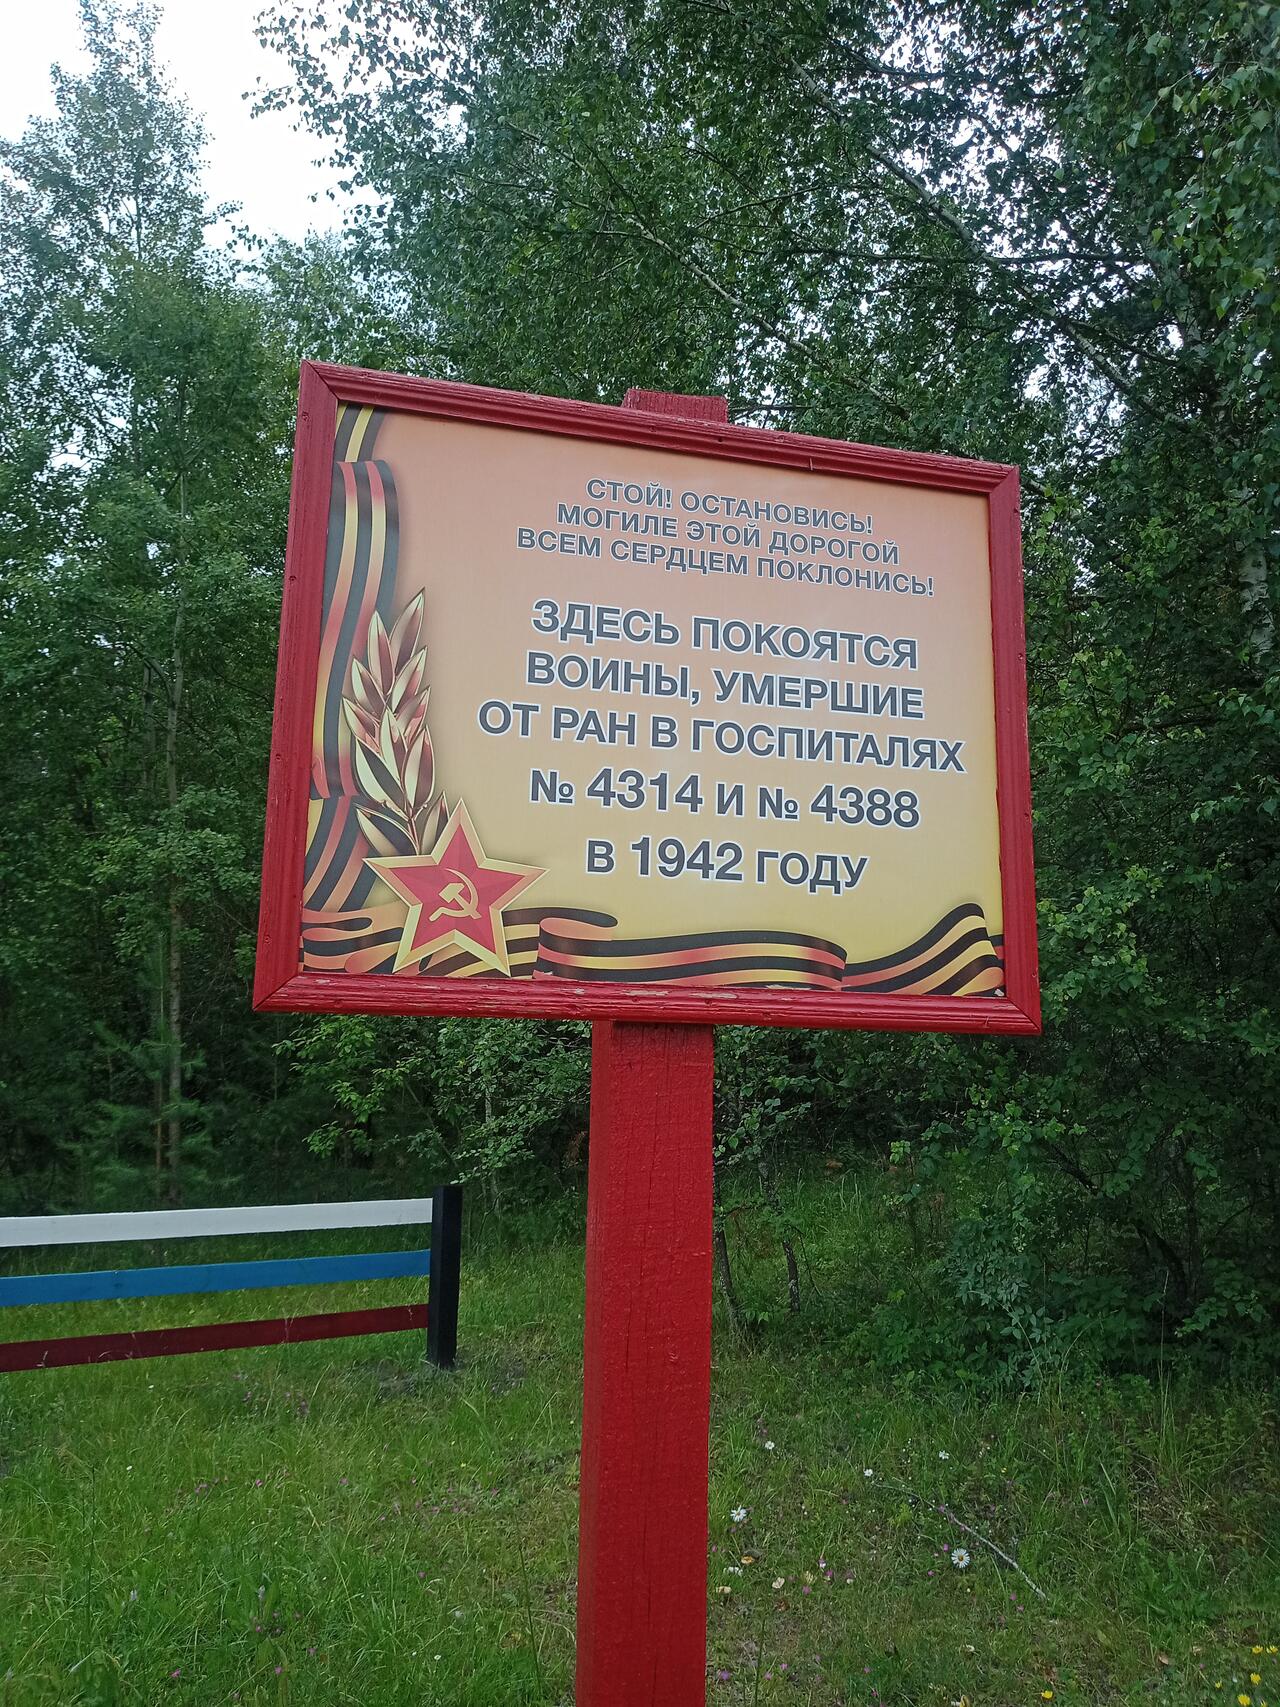 СТОЙ! ОСТАНОВИСЬ!
МОГИЛЕ ЭТОЙ ДОРОГОЙ
ВСЕМ СЕРДЦЕМ ПОКЛОНИСЬ!
ЗДЕСЬ ПОКОЯТСЯ
ВОИНЫ, УМЕРШИЕ
ОТ РАН В ГОСПИТАЛЯХ
№ 4314 И № 4388
В 1942 ГОДУ